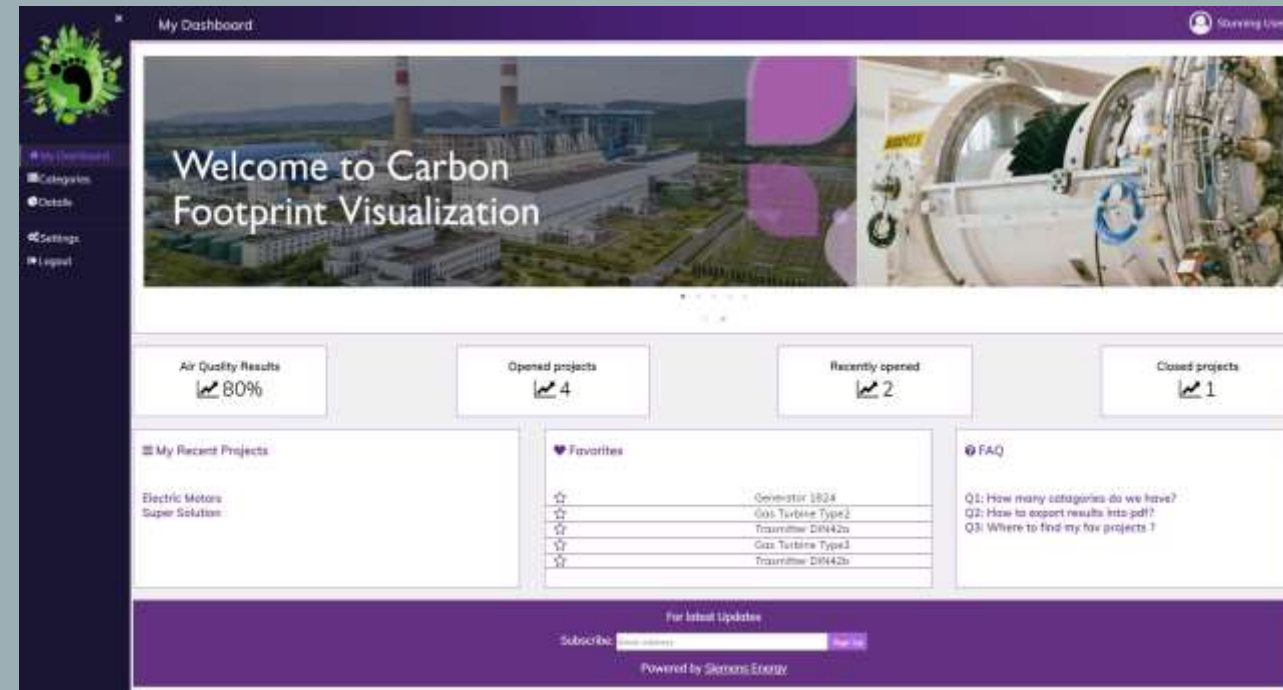 My Dashboard
Stunning User
My Dashboard
Categories
Details
Settings
Logout
Welcome to Carbon
Footprint Visualization
Air Quality Results
80%
Opened projects
4
Recently opened
2
Closed projects
1
My Recent Projects
Electric Motors
Super Solution
Favorites
Generator 1824
Gas Turbine Type2
Trasmitter DIN42a
Gas Turbine Type3
Trasmitter DIN42b
FAQ
Q1: How many catagories do we have?
Q2: How to export results into pdf?
Q3: Where to find my fav projects ?
For latest Updates
Subscribe: Email address Sign Up
Powered by Siemens Energy